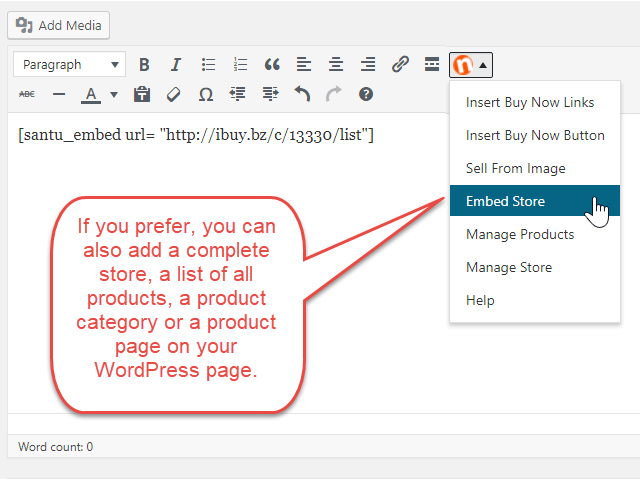 Add Media
Paragraph
B I
ABC A
[santu_embed url= "http://ibuy.bz/c/13330/list"]
Insert Buy Now Links
Insert Buy Now Button
Sell From Image
Embed Store
Manage Products
Manage Store
Help
If you prefer, you can
also add a complete
store, a list of all
products, a product
category or a product
page on your
WordPress page.
Word count: 0